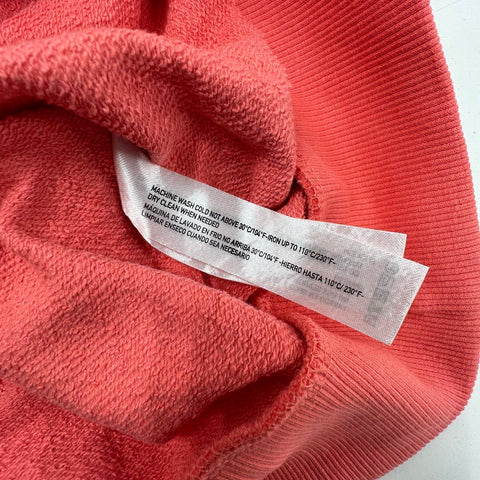 MACHINE WASH COLD NOT ABOVE 30°C/104°F-IRON UP TO 110°C/230°F-
DRY CLEAN WHEN NEEDED
MÁQUINA DE LAVADO EN FRIO NO ARRIBA 30°C/104°F -HIERRO HASTA 110°C/ 230°F-
LIMPIAR ENSECO CUANDO SEA NECESARIO